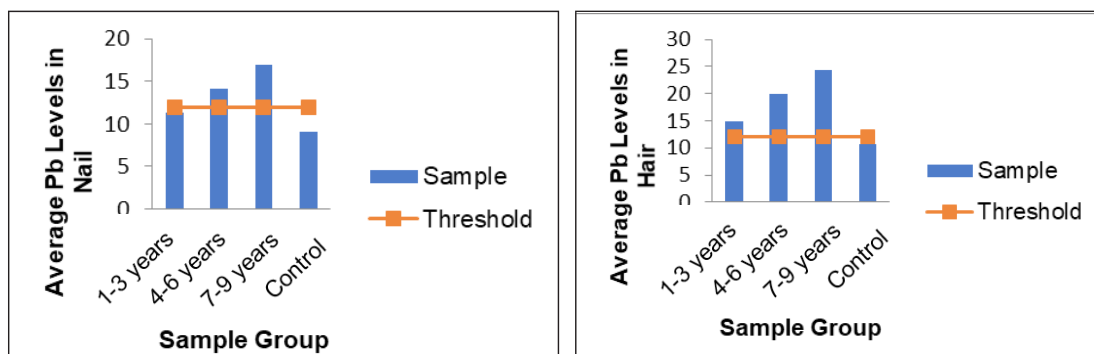 20
15
10
5
0
Average Pb Levels in
Nail
1-3 years
4-6 years
7-9 years
Control
Sample Group
Sample
Threshold
30
25
20
15
10
5
0
Average Pb Levels in
Hair
1-3 years
4-6 years
7-9 years
Control
Sample Group
Sample
Threshold